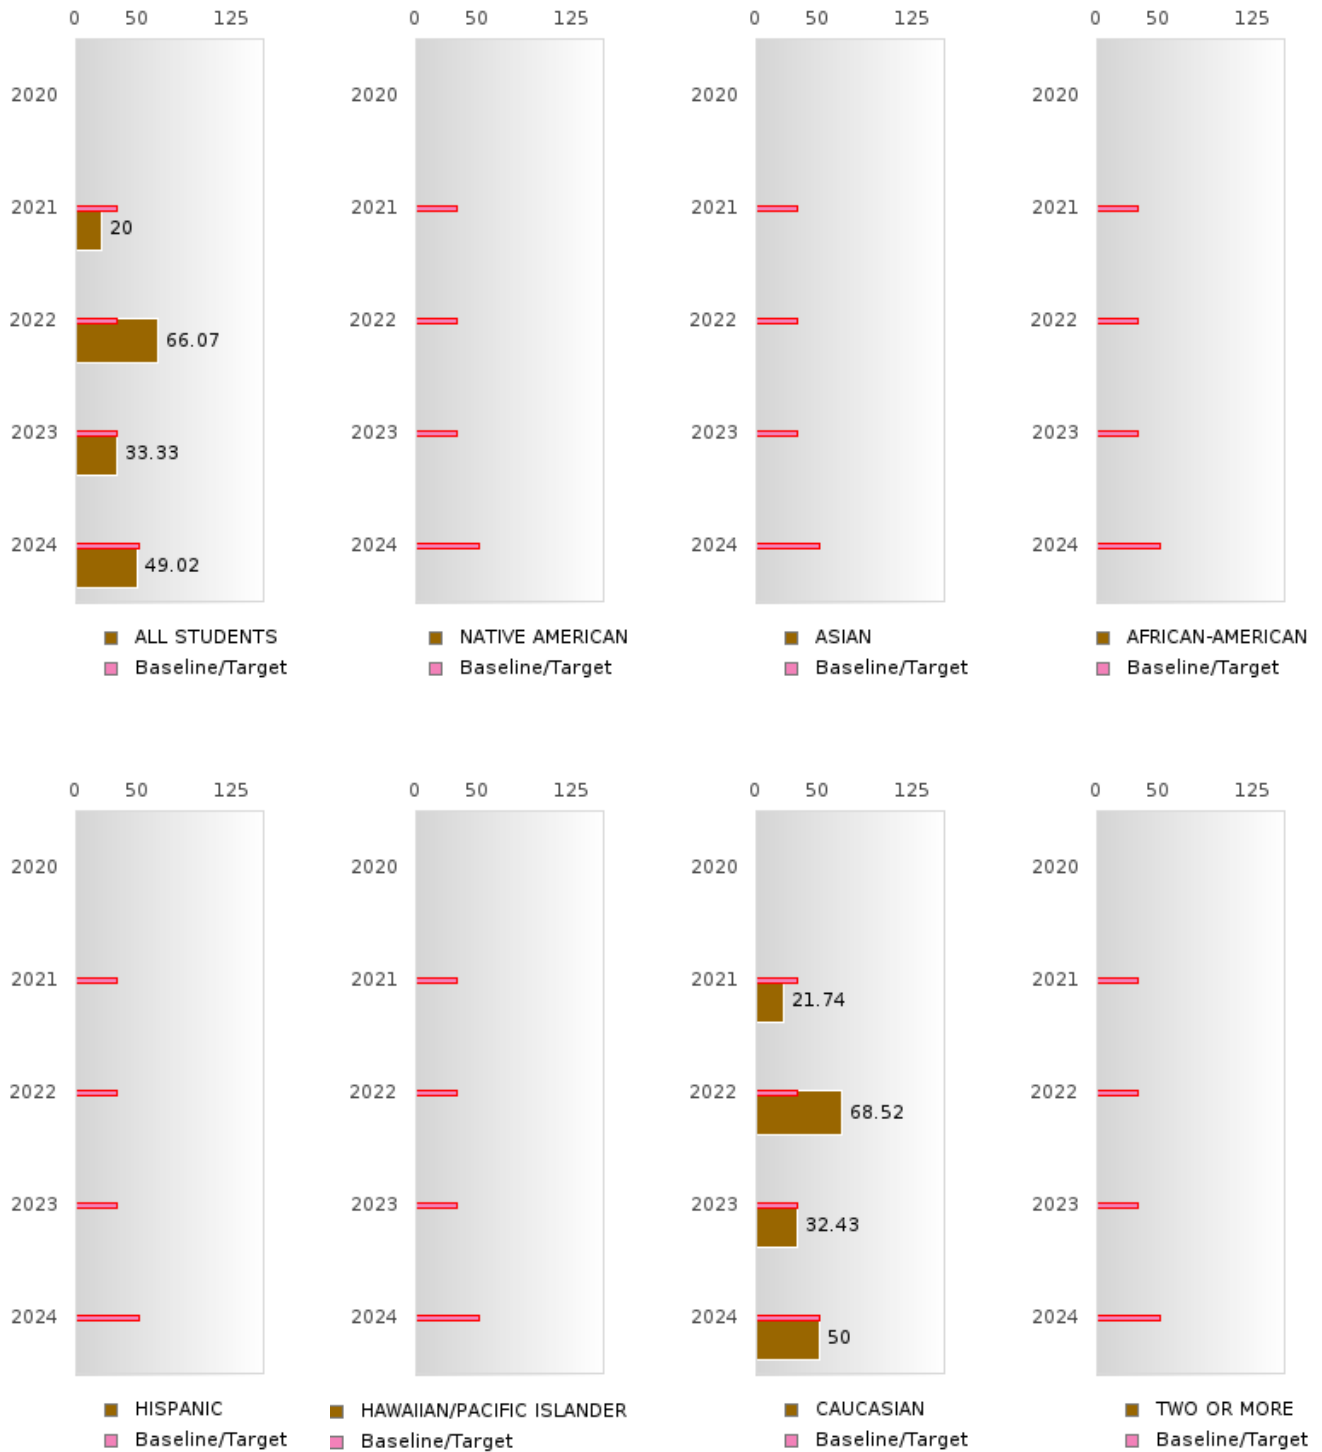 0 50 125
2020
2021
20
2022
66.07
2023
33.33
2024
49.02
ALL STUDENTS
Baseline/Target
0 50 125
2020
2021
2022
2023
2024
NATIVE AMERICAN
Baseline/Target
0 50 125
2020
2021
2022
2023
2024
ASIAN
Baseline/Target
0 50 125
2020
2021
2022
2023
2024
AFRICAN-AMERICAN
Baseline/Target
0 50 125
2020
2021
2022
2023
2024
HISPANIC
Baseline/Target
0 50 125
2020
2021
2022
2023
2024
HAWAIIAN/PACIFIC ISLANDER
Baseline/Target
0 50 125
2020
2021
21.74
2022
68.52
2023
32.43
2024
50
CAUCASIAN
Baseline/Target
0 50 125
2020
2021
2022
2023
2024
TWO OR MORE
Baseline/Target